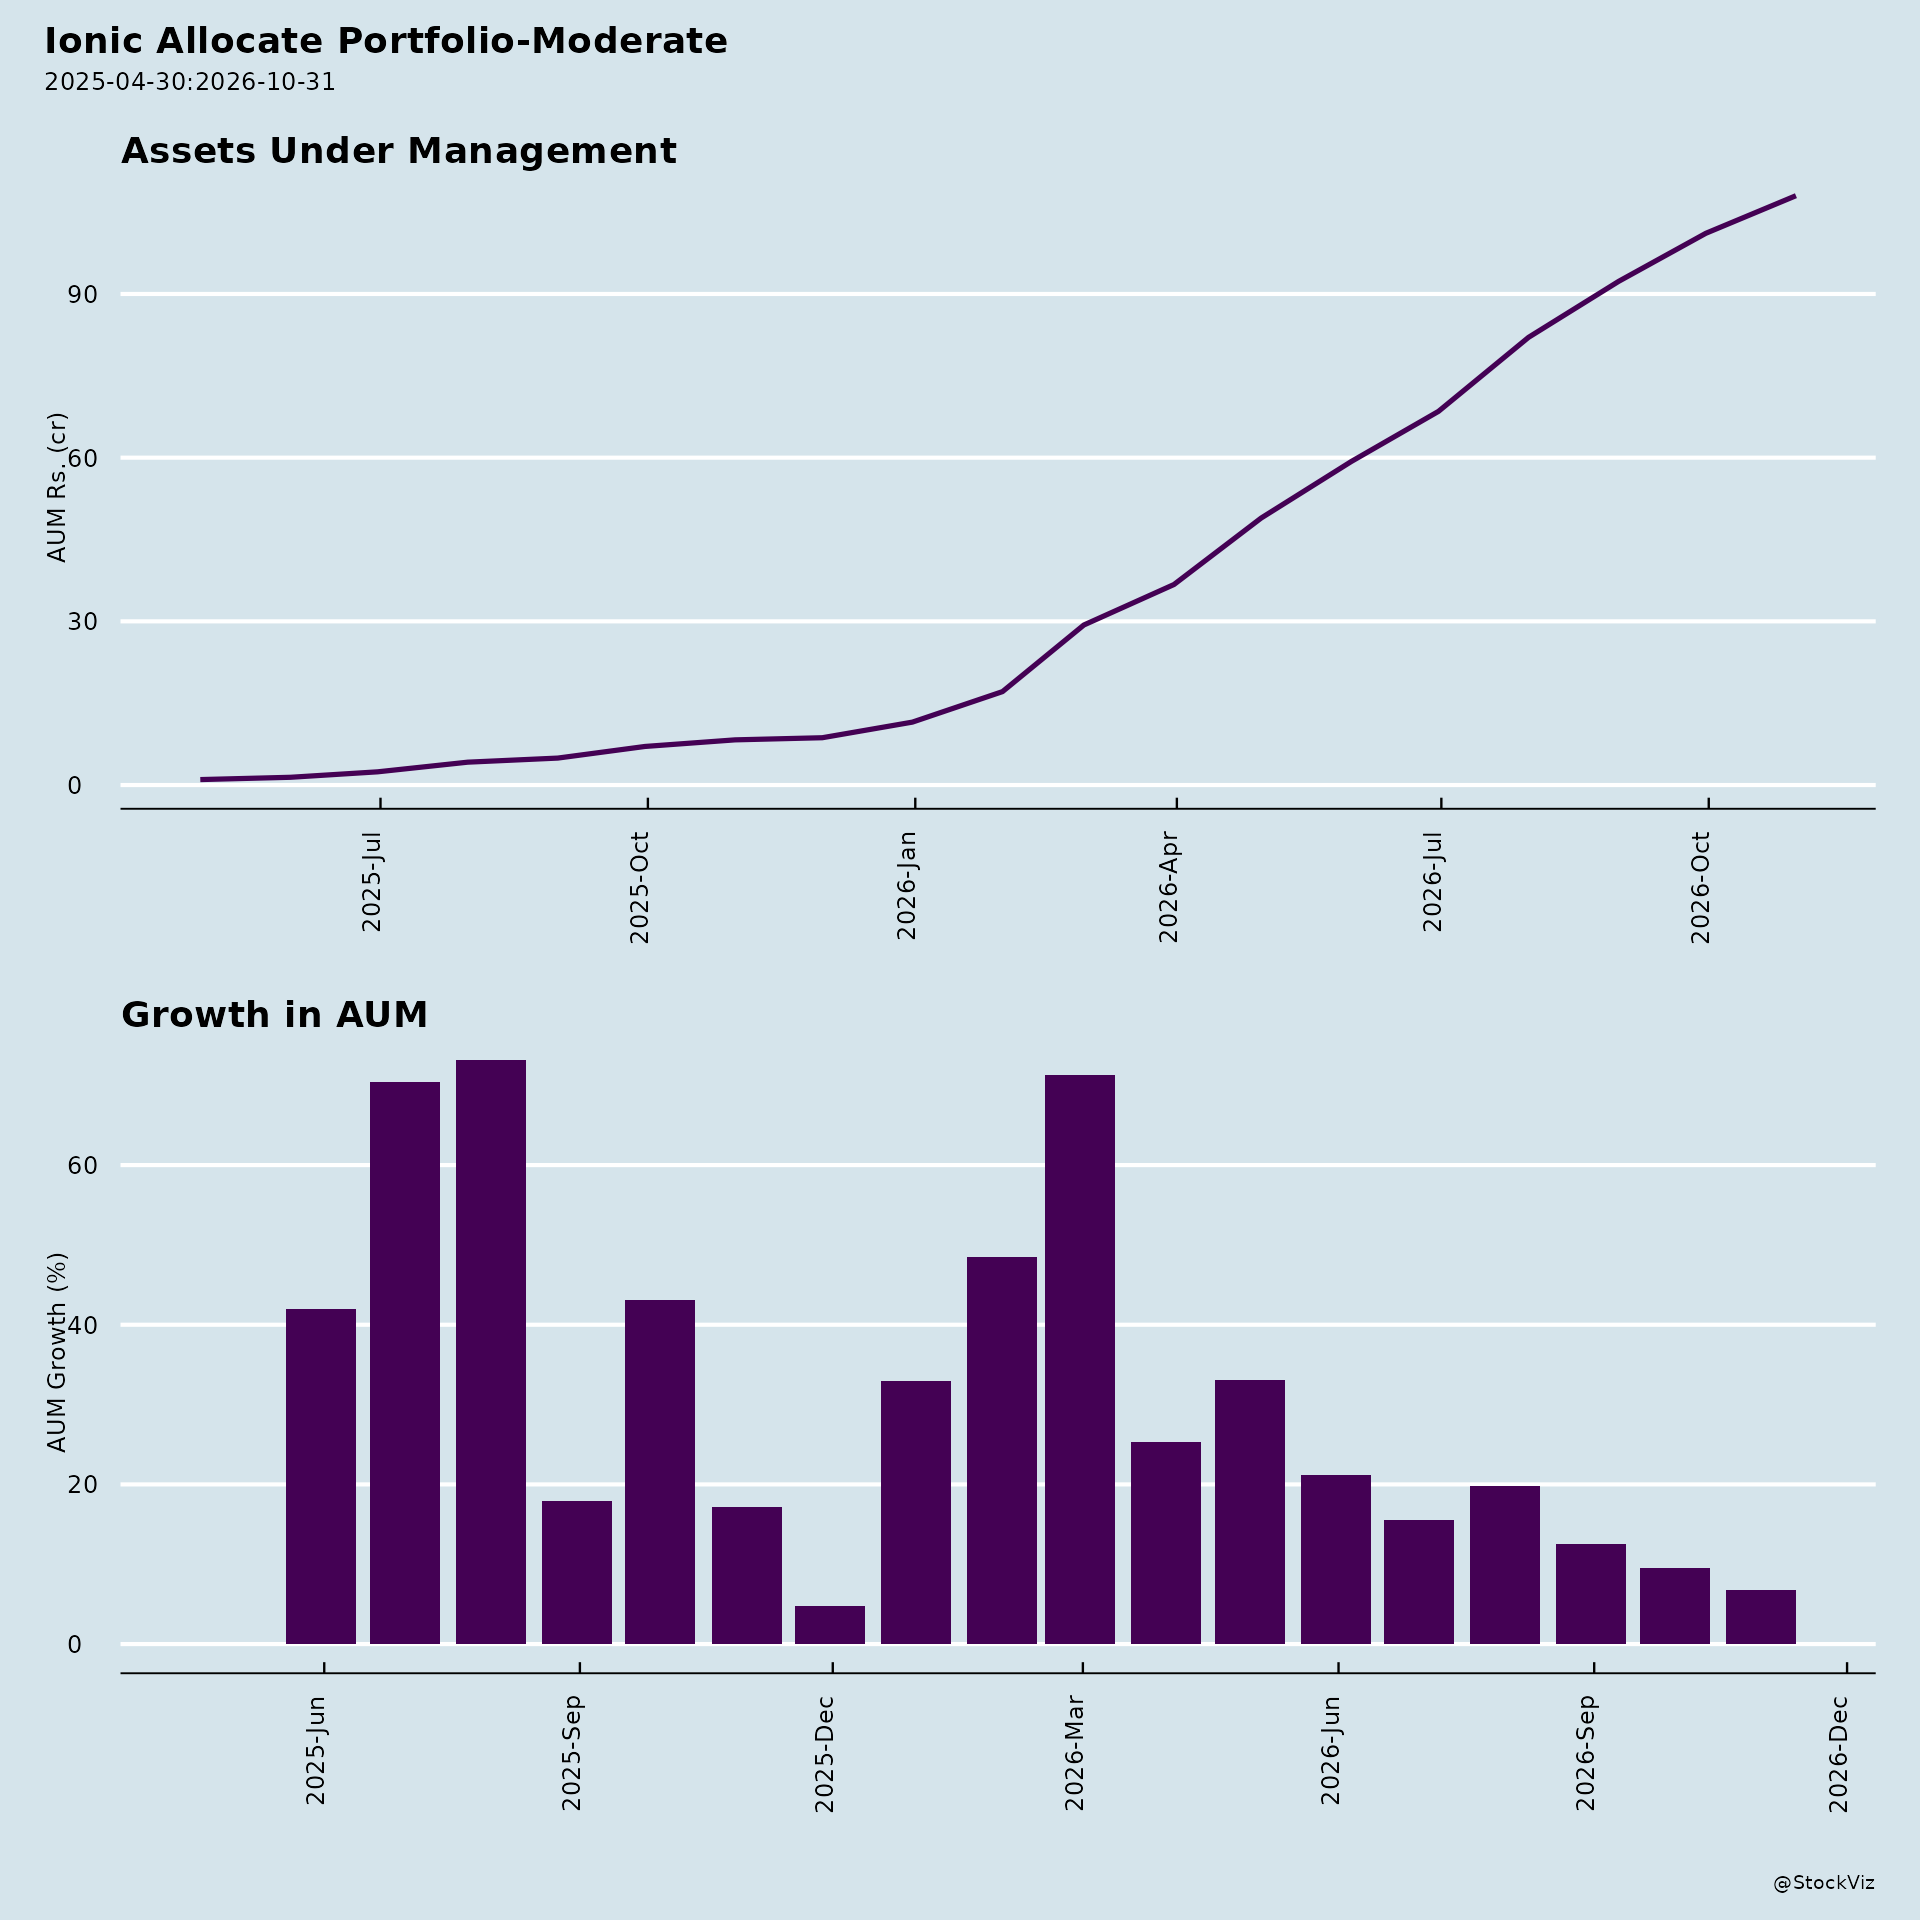 Ionic Allocate Portfolio-Moderate
2025-04-30:2026-10-31
Assets Under Management
AUM Rs. (cr)
90
60
30
0
2025-Jul
2025-Oct
2026-Jan
2026-Apr
2026-Jul
2026-Oct
Growth in AUM
AUM Growth (%)
60
40
20
0
2025-Jun
2025-Sep
2025-Dec
2026-Mar
2026-Jun
2026-Sep
2026-Dec
@StockViz